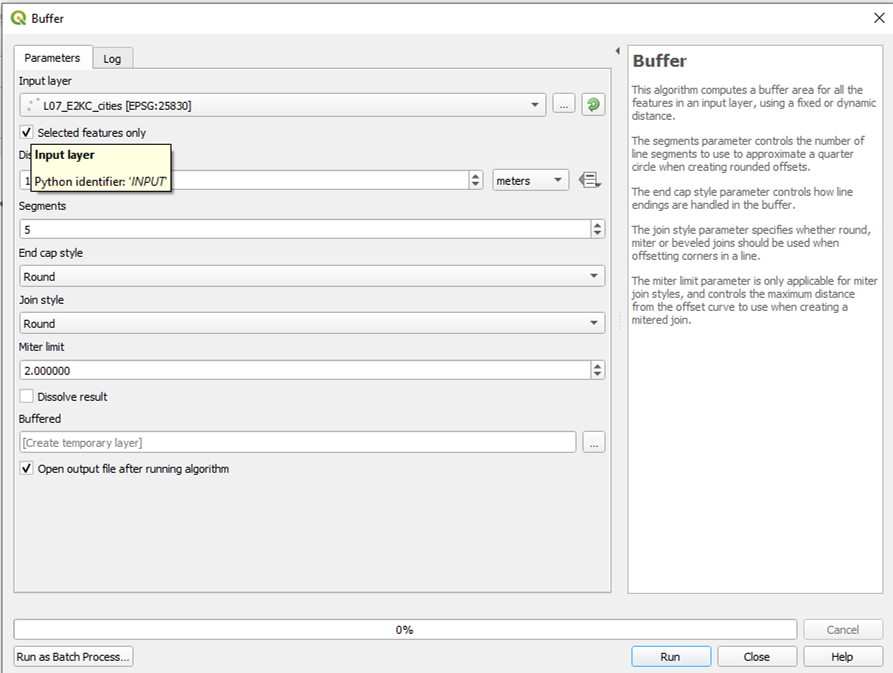 Buffer
Parameters
Log
Input layer
L07_E2KC_cities [EPSG:25830]
...
Selected features only
Input layer
Python identifier: 'INPUT'
meters
Segments
5
End cap style
Round
Join style
Round
Miter limit
2.000000
Dissolve result
Buffered
[Create temporary layer]
...
Open output file after running algorithm
Buffer
This algorithm computes a buffer area for all the
features in an input layer, using a fixed or dynamic
distance.
The segments parameter controls the number of
line segments to use to approximate a quarter
circle when creating rounded offsets.
The end cap style parameter controls how line
endings are handled in the buffer.
The join style parameter specifies whether round,
miter or beveled joins should be used when
offsetting corners in a line.
The miter limit parameter is only applicable for miter
join styles, and controls the maximum distance
from the offset curve to use when creating a
mitered join.
0%
Cancel
Run as Batch Process...
Run
Close
Help